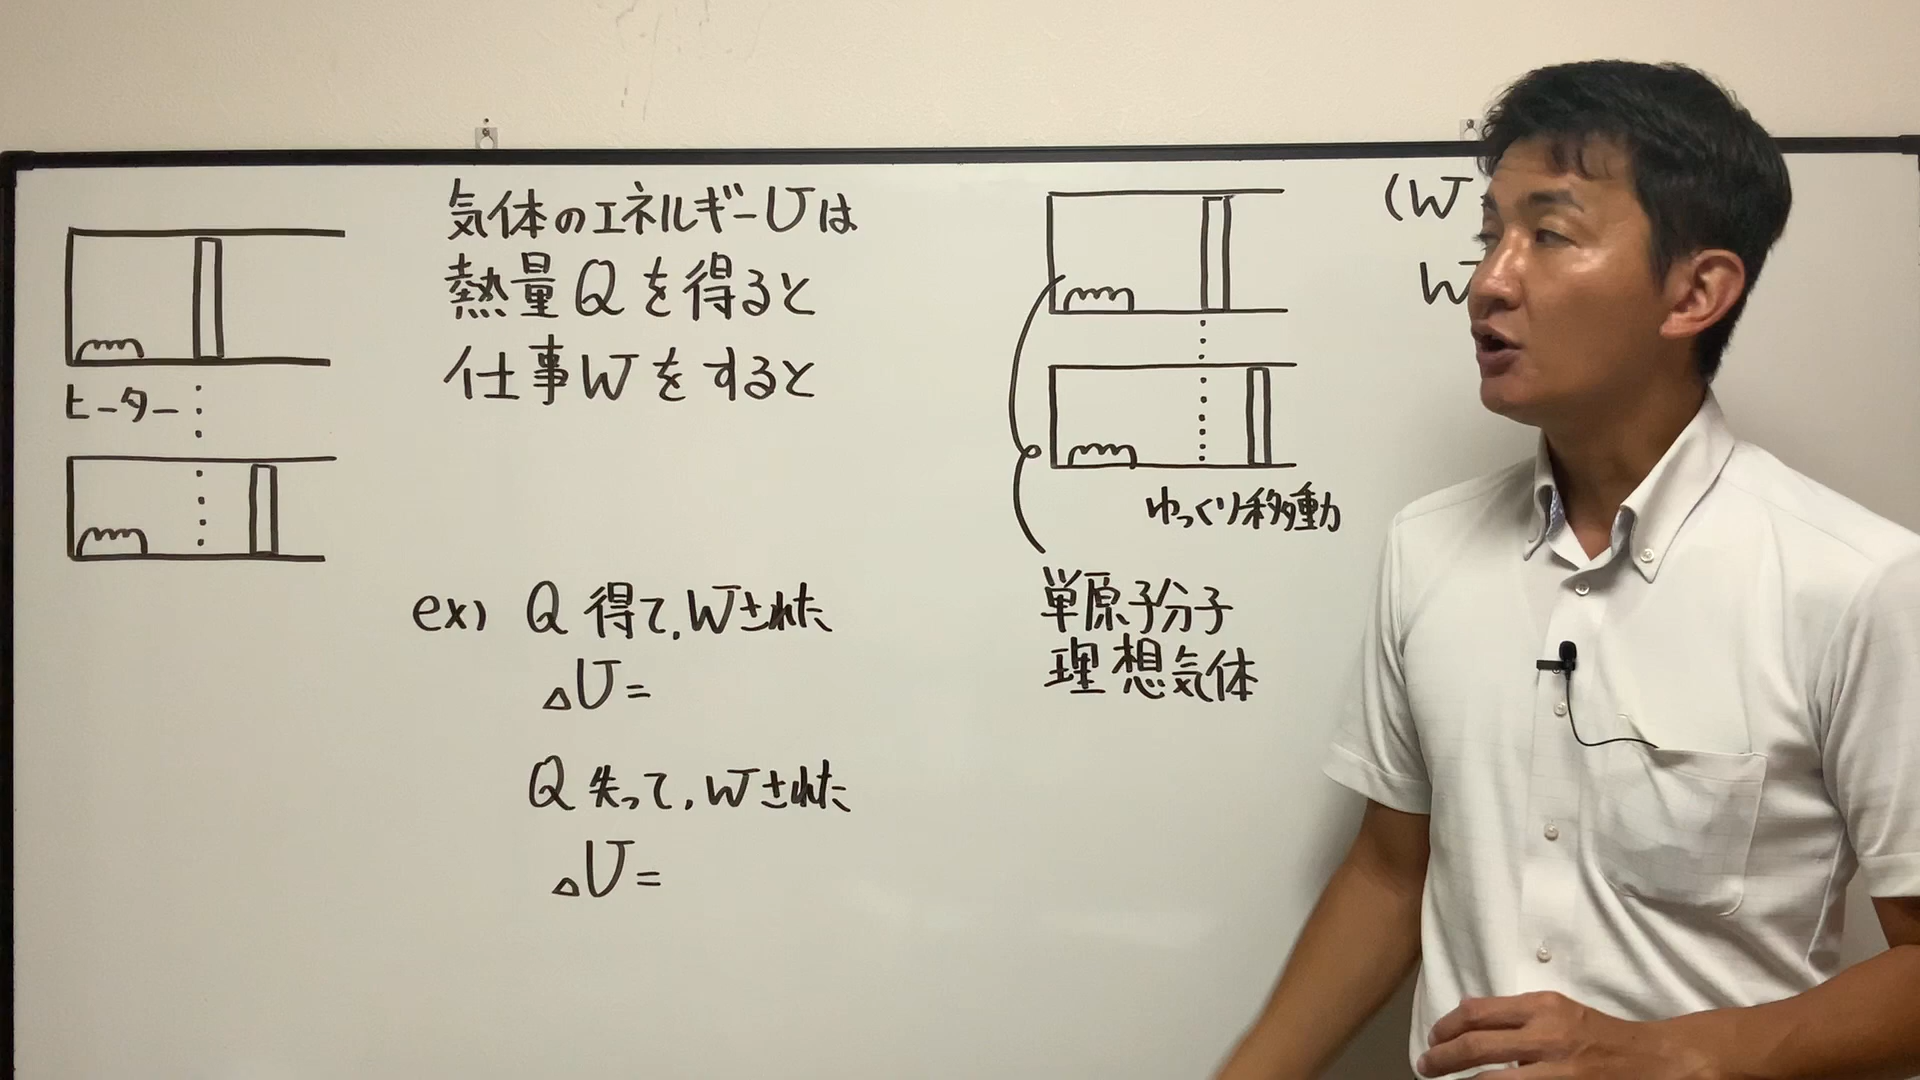 気体のエネルギーUは
熱量Qを得ると
仕事Wをすると
ヒーター
ex) Q 得て、Wされた
△U=
Q 失って、Wされた
△U=
ゆっくり移動
単原子分子
理想気体
(W
W